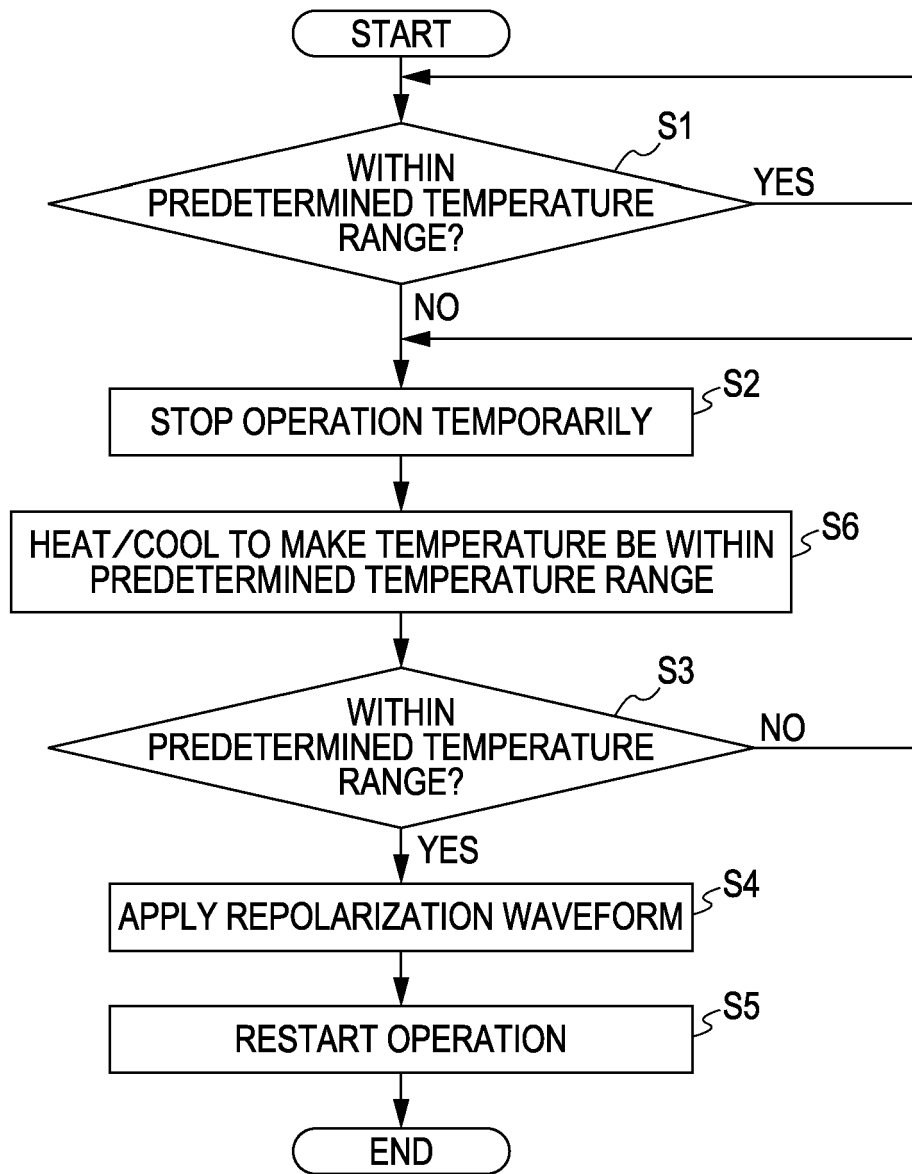 START
S1
WITHIN
PREDETERMINED TEMPERATURE
RANGE?
YES
NO
S2
STOP OPERATION TEMPORARILY
S6
HEAT/COOL TO MAKE TEMPERATURE BE WITHIN
PREDETERMINED TEMPERATURE RANGE
S3
WITHIN
PREDETERMINED TEMPERATURE
RANGE?
NO
YES
S4
APPLY REPOLARIZATION WAVEFORM
S5
RESTART OPERATION
END